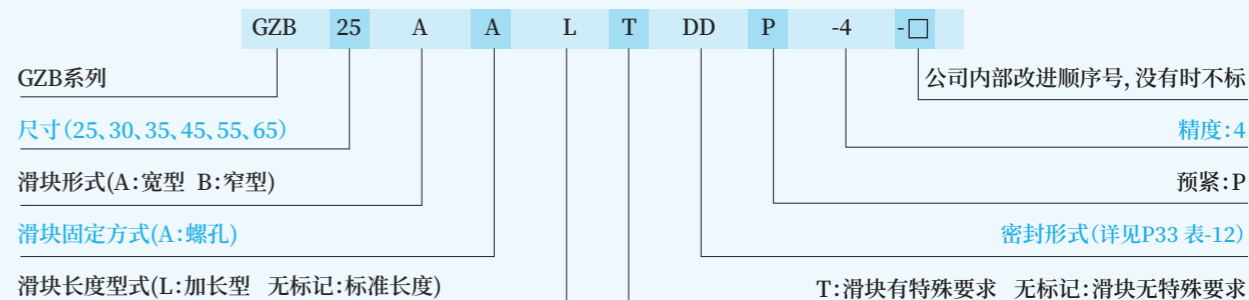 GZB 25 A A L T DD P -4 -□
GZB系列
公司内部改进顺序号,没有时不标
尺寸(25、30、35、45、55、65)
精度:4
滑块形式(A:宽型 B:窄型)
预紧:P
滑块固定方式(A:螺孔)
密封形式(详见P33 表-12)
滑块长度型式(L:加长型 无标记:标准长度)
T:滑块有特殊要求 无标记:滑块无特殊要求